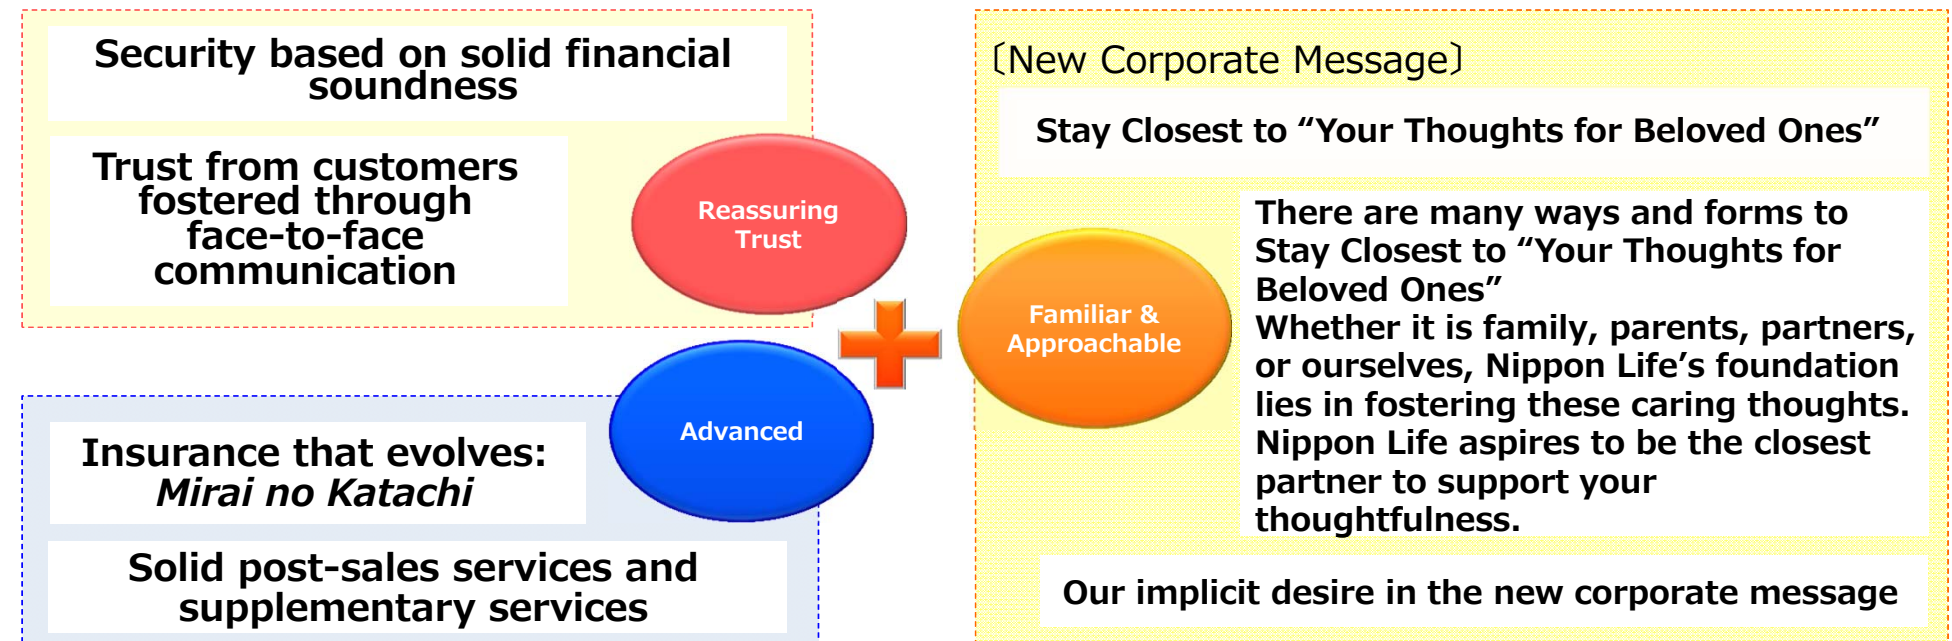 Security based on solid financial
soundness
Trust from customers
fostered through
face-to-face
communication
Reassuring
Trust
Advanced
Insurance that evolves:
Mirai no Katachi
Solid post-sales services and
supplementary services
〔New Corporate Message〕
Stay Closest to “Your Thoughts for Beloved Ones”
Familiar &
Approachable
There are many ways and forms to
Stay Closest to “Your Thoughts for
Beloved Ones”
Whether it is family, parents, partners,
or ourselves, Nippon Life’s foundation
lies in fostering these caring thoughts.
Nippon Life aspires to be the closest
partner to support your
thoughtfulness.
Our implicit desire in the new corporate message